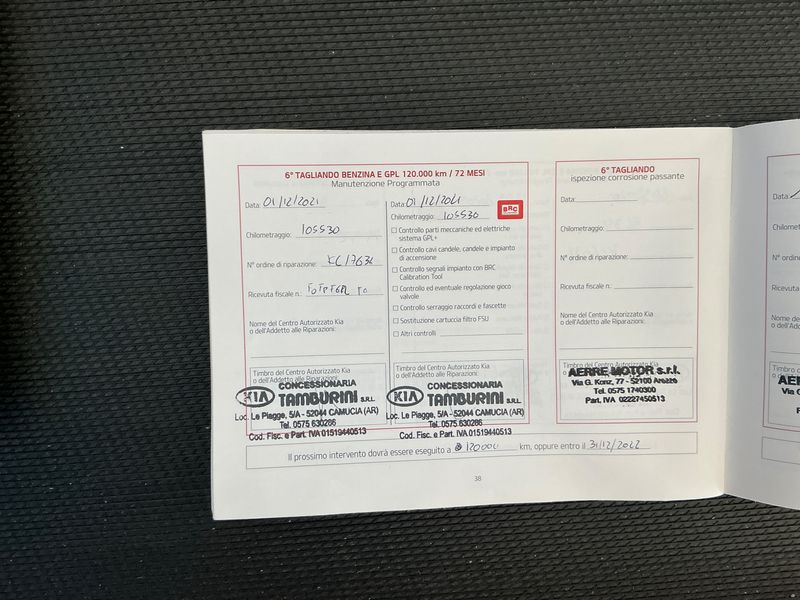 6° TAGLIANDO BENZINA E GPL 120.000 km / 72 MESI
Manutenzione Programmata
Data: 01/12/2021
Chilometraggio: 105530
N° ordine di riparazione:
Ricevuta fiscale n.:
Nome del Centro Autorizzato Kia
o dell'Addetto alle Riparazioni:
Timbro del Centro Autorizzato Kia
o dell'Addetto alle Riparazioni:
CONCESSIONARIA
KIA TAMBURINI S.R.L.
Loc. Le Piagge, 5/A - 52044 CAMUCIA (AR)
Tel. 0575.630286
Cod. Fisc. e Part. IVA 01519440513
Data: 01/12/2021
Chilometraggio: 105530
BRC
Controllo parti meccaniche ed elettriche
sistema GPL+
Controllo cavi candele, candele e impianto
di accensione
Controllo segnali impianto con BRC
Calibration Tool
Controllo ed eventuale regolazione gioco
valvole
Controllo serraggio raccordi e fascette
Sostituzione cartuccia filtro FSU
Altri controlli
Timbro del Centro Autorizzato Kia
o dell'Addetto alle Riparazioni:
CONCESSIONARIA
KIA TAMBURINI S.R.L.
Loc. Le Piagge, 5/A - 52044 CAMUCIA (AR)
Tel. 0575.630286
Cod. Fisc. e Part. IVA 01519440513
6° TAGLIANDO
ispezione corrosione passante
Data:
Chilometraggio:
N° ordine di riparazione:
Ricevuta fiscale n.:
Nome del Centro Autorizzato Kia
o dell'Addetto alle Riparazioni:
Timbro del Centro Autorizzato Kia
AERRE MOTOR s.r.l.
Via G. Konz, 77 - 52100 Arezzo
Tel. 0575 1740300
Part. IVA 02227450513
Il prossimo intervento dovrà essere eseguito a 120000 km, oppure entro il 31/12/2022
38